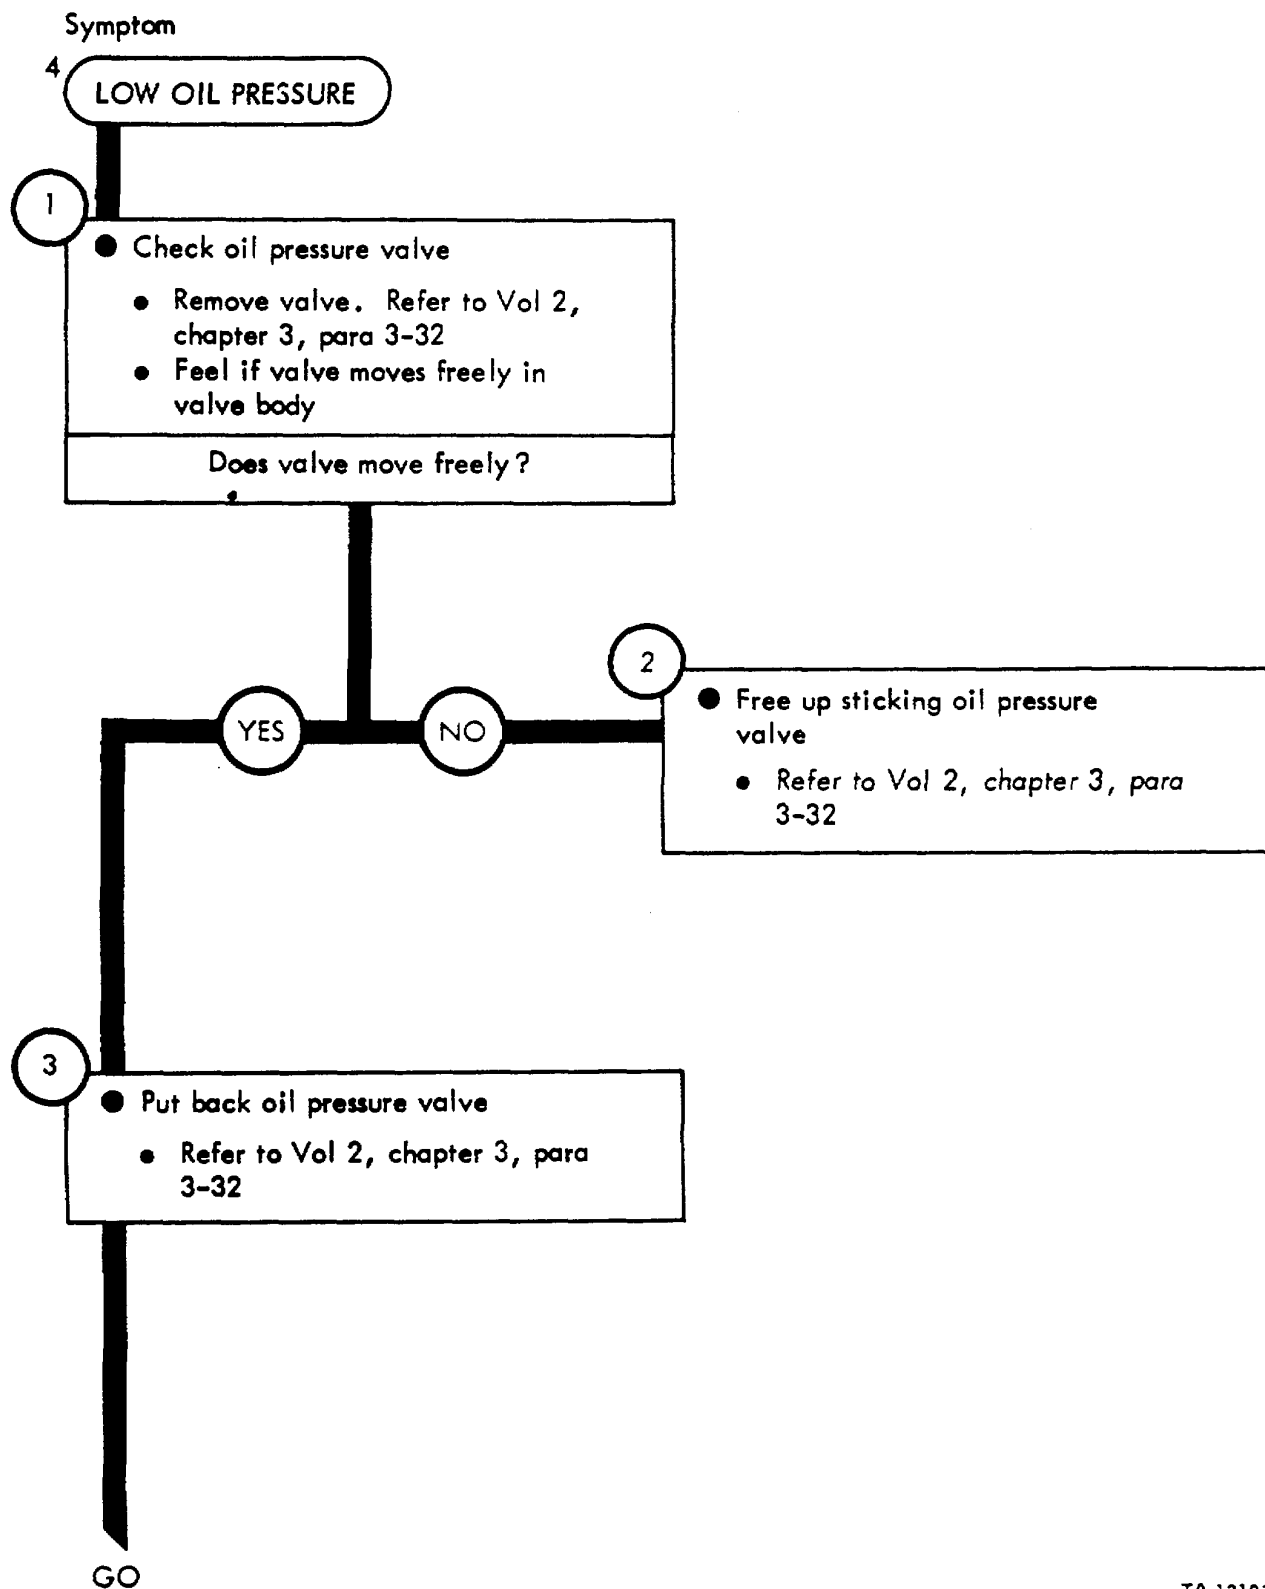 Symptom
4
LOW OIL PRESSURE
1
● Check oil pressure valve
● Remove valve. Refer to Vol 2,
chapter 3, para 3-32
● Feel if valve moves freely in
valve body
Does valve move freely?
YES
NO
2
● Free up sticking oil pressure
valve
● Refer to Vol 2, chapter 3, para
3-32
3
● Put back oil pressure valve
● Refer to Vol 2, chapter 3, para
3-32
GO